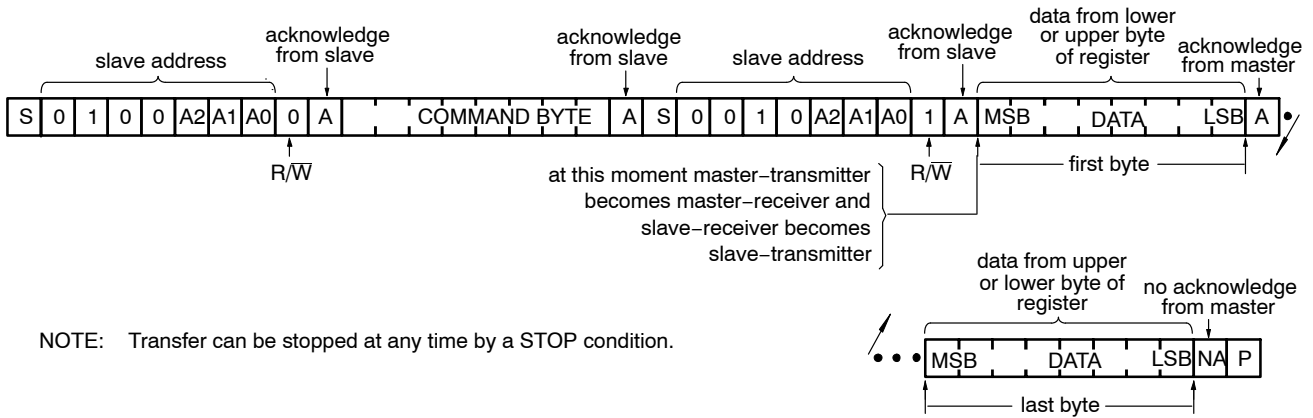 data from lower
or upper byte
of register
acknowledge
from slave
acknowledge
from slave
acknowledge
from slave
acknowledge
from master
slave address
slave address
S 0 1 0 0 A2 A1 A0 0 A COMMAND BYTE A S 0 0 1 0 A2 A1 A0 1 A MSB DATA LSB A
R/W̅
R/W̅
first byte
at this moment master−transmitter
becomes master−receiver and
slave−receiver becomes
slave−transmitter
data from upper
or lower byte of
register
no acknowledge
from master
NOTE: Transfer can be stopped at any time by a STOP condition.
MSB DATA LSB NA P
last byte